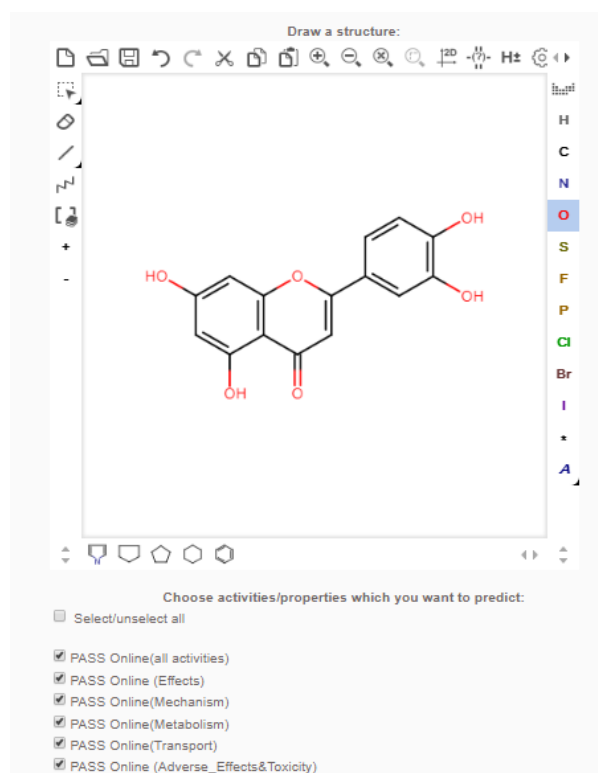 Draw a structure:
2D (?) H±
H
C
N
O
S
F
P
Cl
Br
I
*
A
+
-
OH
HO
O
OH
OH
O
N
Choose activities/properties which you want to predict:
Select/unselect all
PASS Online(all activities)
PASS Online (Effects)
PASS Online(Mechanism)
PASS Online(Metabolism)
PASS Online(Transport)
PASS Online (Adverse_Effects&Toxicity)